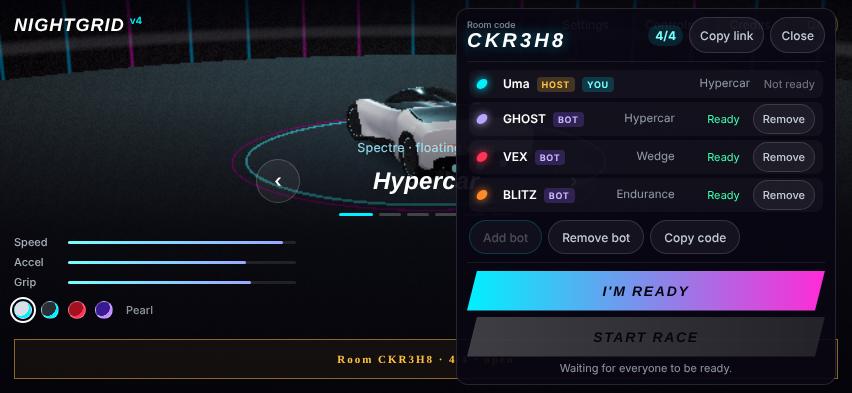 NIGHTGRID v4
Settings
Room code
CKR3H8
4/4
Copy link
Close
Uma HOST YOU Hypercar Not ready
GHOST BOT Hypercar Ready Remove
VEX BOT Wedge Ready Remove
BLITZ BOT Endurance Ready Remove
Add bot
Remove bot
Copy code
I'M READY
START RACE
Waiting for everyone to be ready.
Spectre · floating
Hypercar
Speed
Accel
Grip
Pearl
Room CKR3H8 · 4